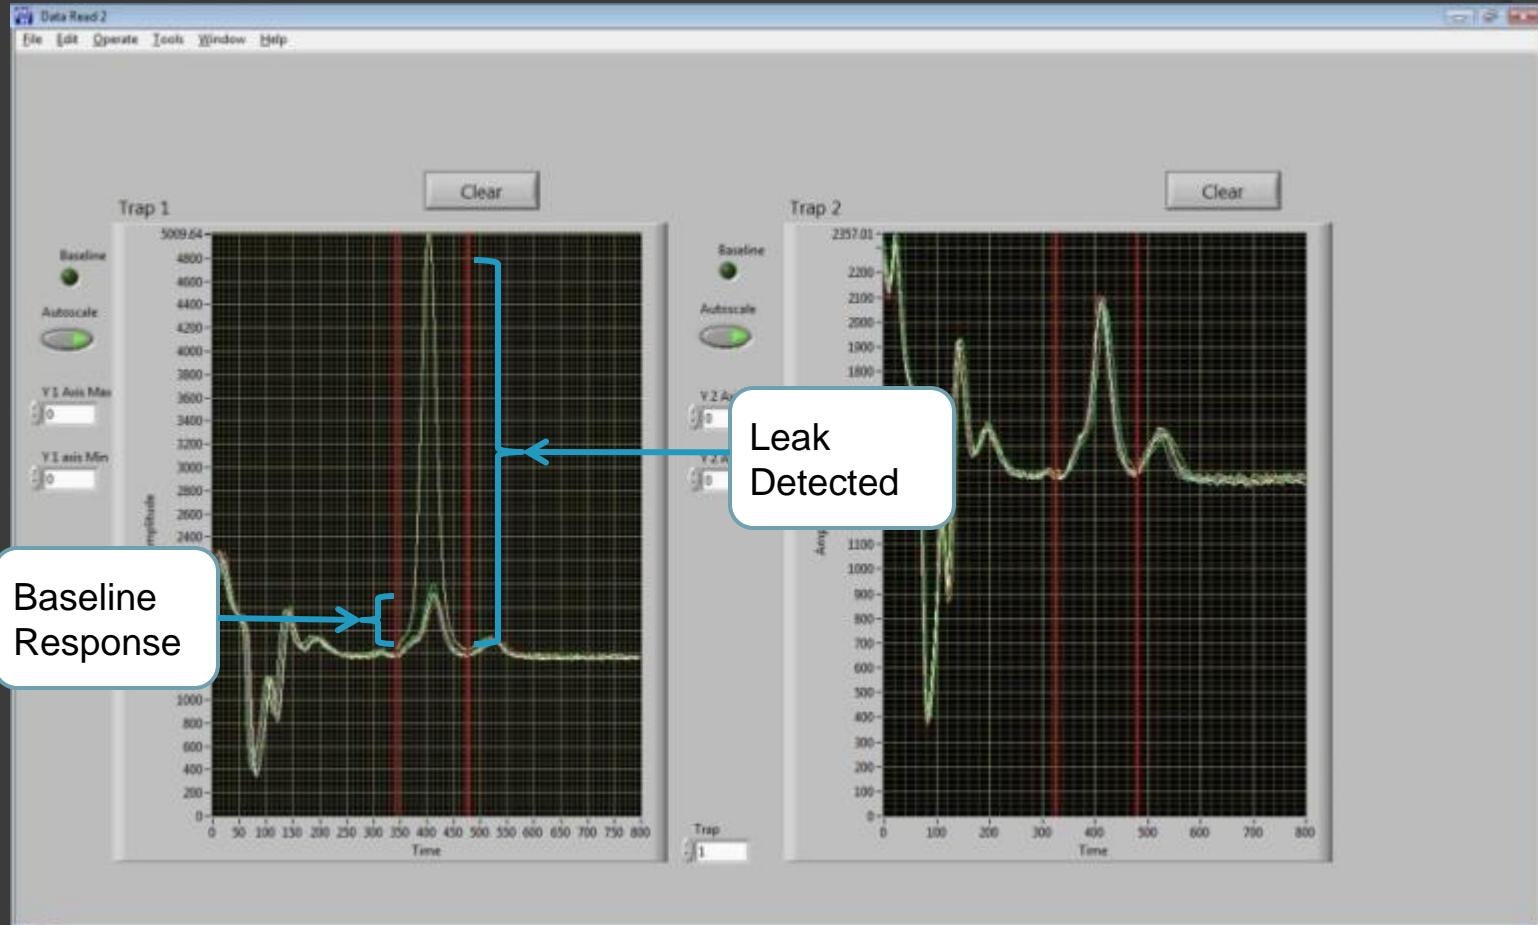 Data Read 2
File Edit Operate Tools Window Help
Clear
Clear
Trap 1
Trap 2
Baseline
Autoscale
Y 1 Axis Max
0
Y 1 axis Min
0
5009.64
4800
4600
4400
4200
4000
3800
3600
3400
3200
3000
2800
2600
2400
1000
800
600
400
200
0
0 50 100 150 200 250 300 350 400 450 500 550 600 650 700 750 800
Time
Baseline
Response
Baseline
Autoscale
Y 2
0
0
Leak
Detected
Trap
1
2357.01
2200
2100
2000
1900
1800
1100
1000
900
800
700
600
500
400
300
200
100
0
0 100 200 300 400 500 600 700 800
Time